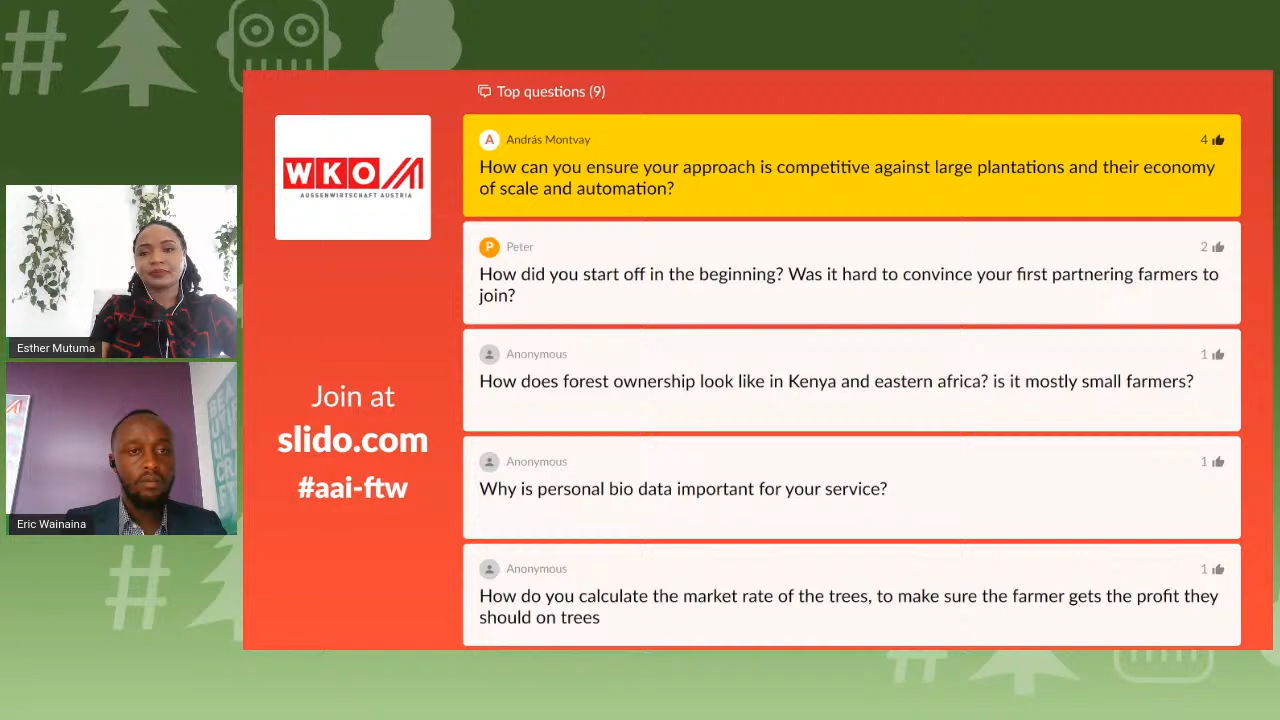 #
Top questions (9)
WKO
AUSSENWIRTSCHAFT AUSTRIA
Join at
slido.com
#aai-ftw
A András Montvay 4
How can you ensure your approach is competitive against large plantations and their economy
of scale and automation?
P Peter 2
How did you start off in the beginning? Was it hard to convince your first partnering farmers to
join?
Anonymous 1
How does forest ownership look like in Kenya and eastern africa? is it mostly small farmers?
Anonymous 1
Why is personal bio data important for your service?
Anonymous 1
How do you calculate the market rate of the trees, to make sure the farmer gets the profit they
should on trees
Esther Mutuma
Eric Wainaina
#
#